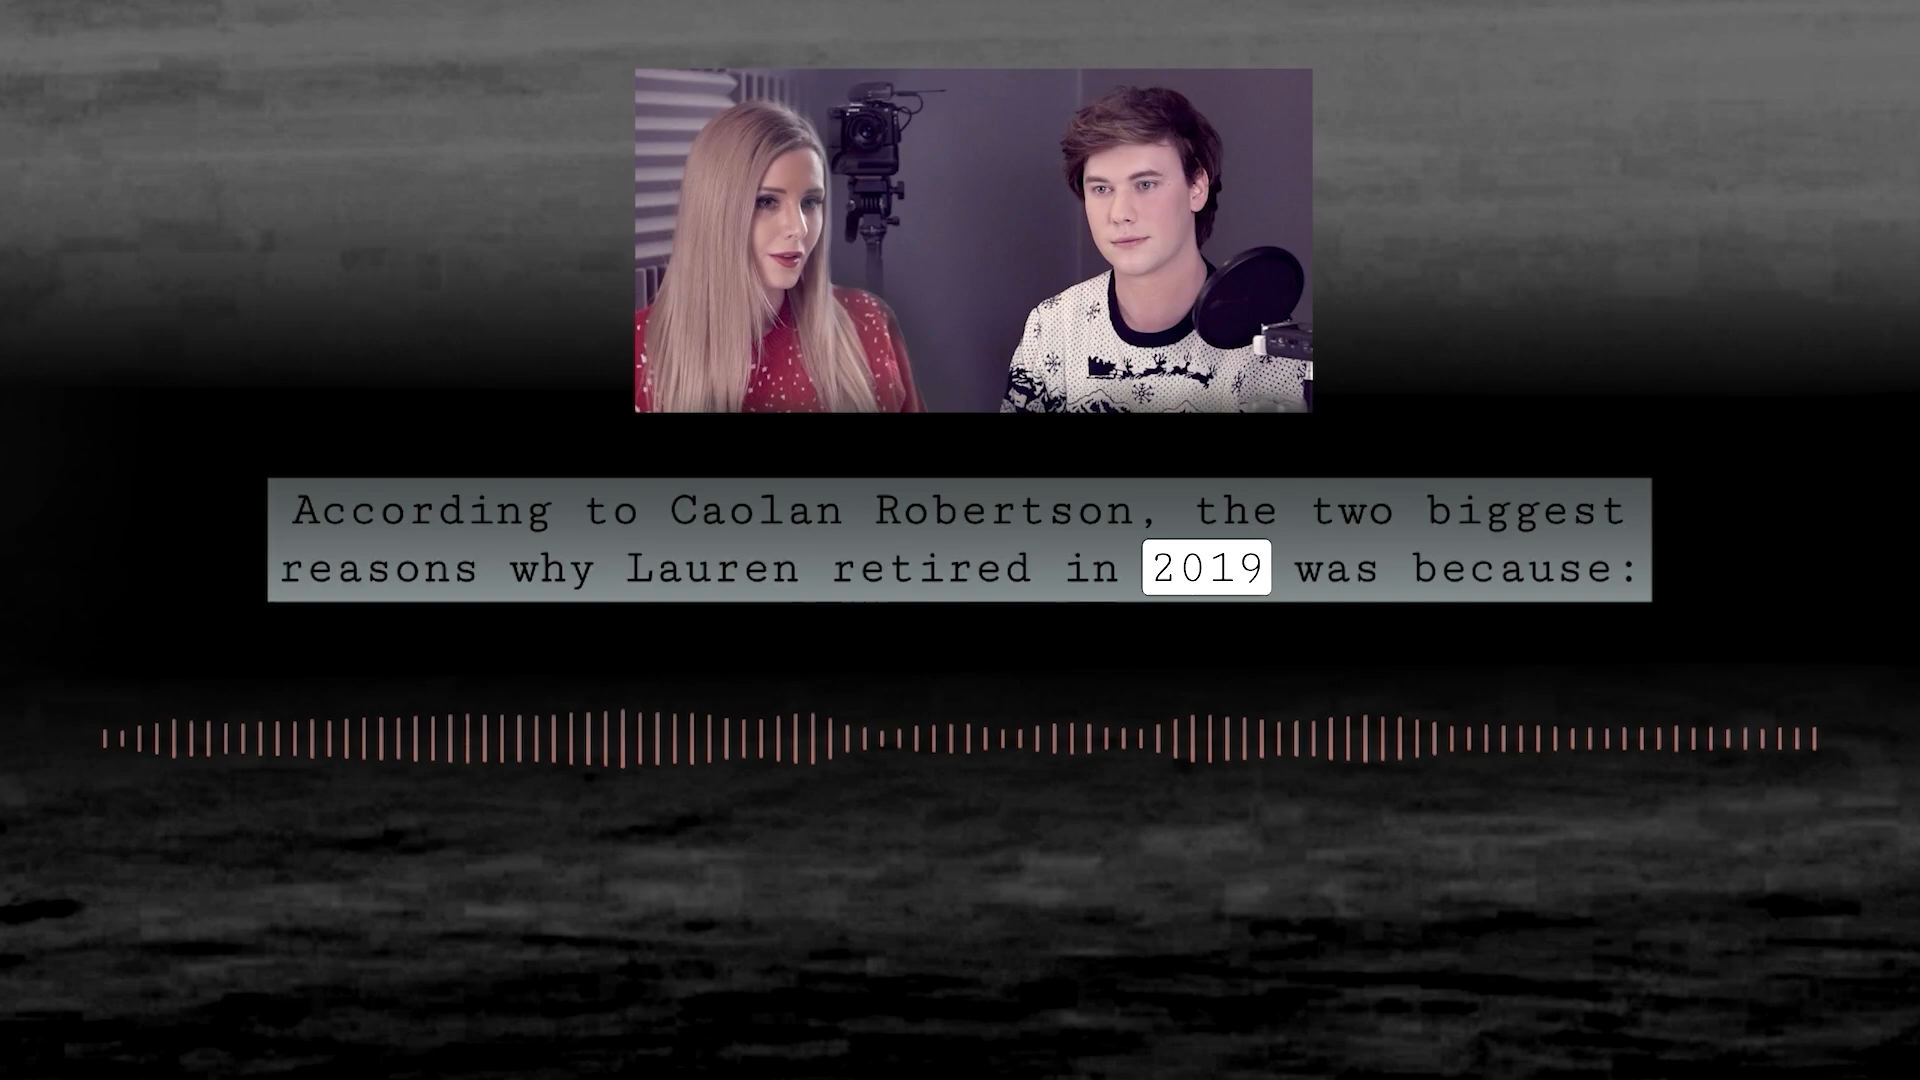 According to Caolan Robertson, the two biggest
reasons why Lauren retired in 2019 was because: